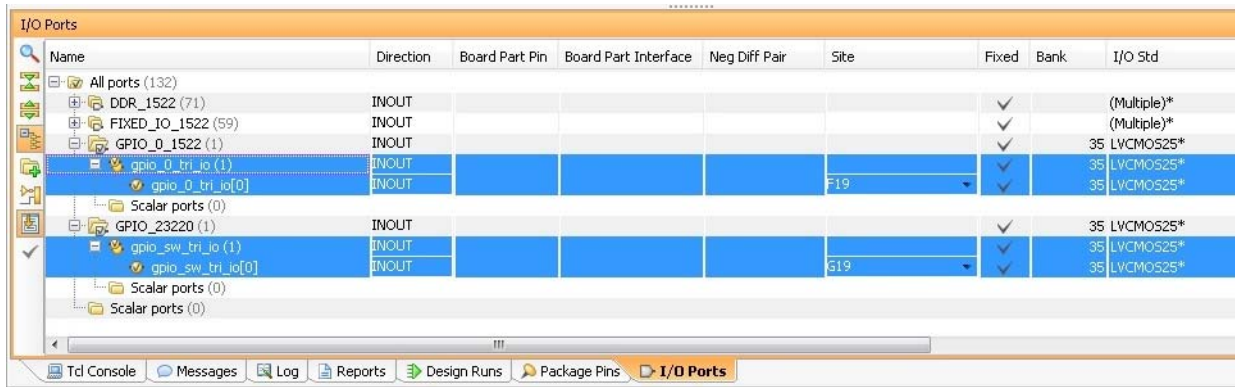 I/O Ports
Name Direction Board Part Pin Board Part Interface Neg Diff Pair Site Fixed Bank I/O Std
All ports (132)
DDR_1522 (71) INOUT (Multiple)*
FIXED_IO_1522 (59) INOUT (Multiple)*
GPIO_0_1522 (1) INOUT 35 LVCMOS25*
gpio_0_tri_io (1) INOUT 35 LVCMOS25*
gpio_0_tri_io[0] INOUT F19 35 LVCMOS25*
Scalar ports (0)
GPIO_23220 (1) INOUT 35 LVCMOS25*
gpio_sw_tri_io (1) INOUT 35 LVCMOS25*
gpio_sw_tri_io[0] INOUT G19 35 LVCMOS25*
Scalar ports (0)
Scalar ports (0)
Tcl Console Messages Log Reports Design Runs Package Pins I/O Ports